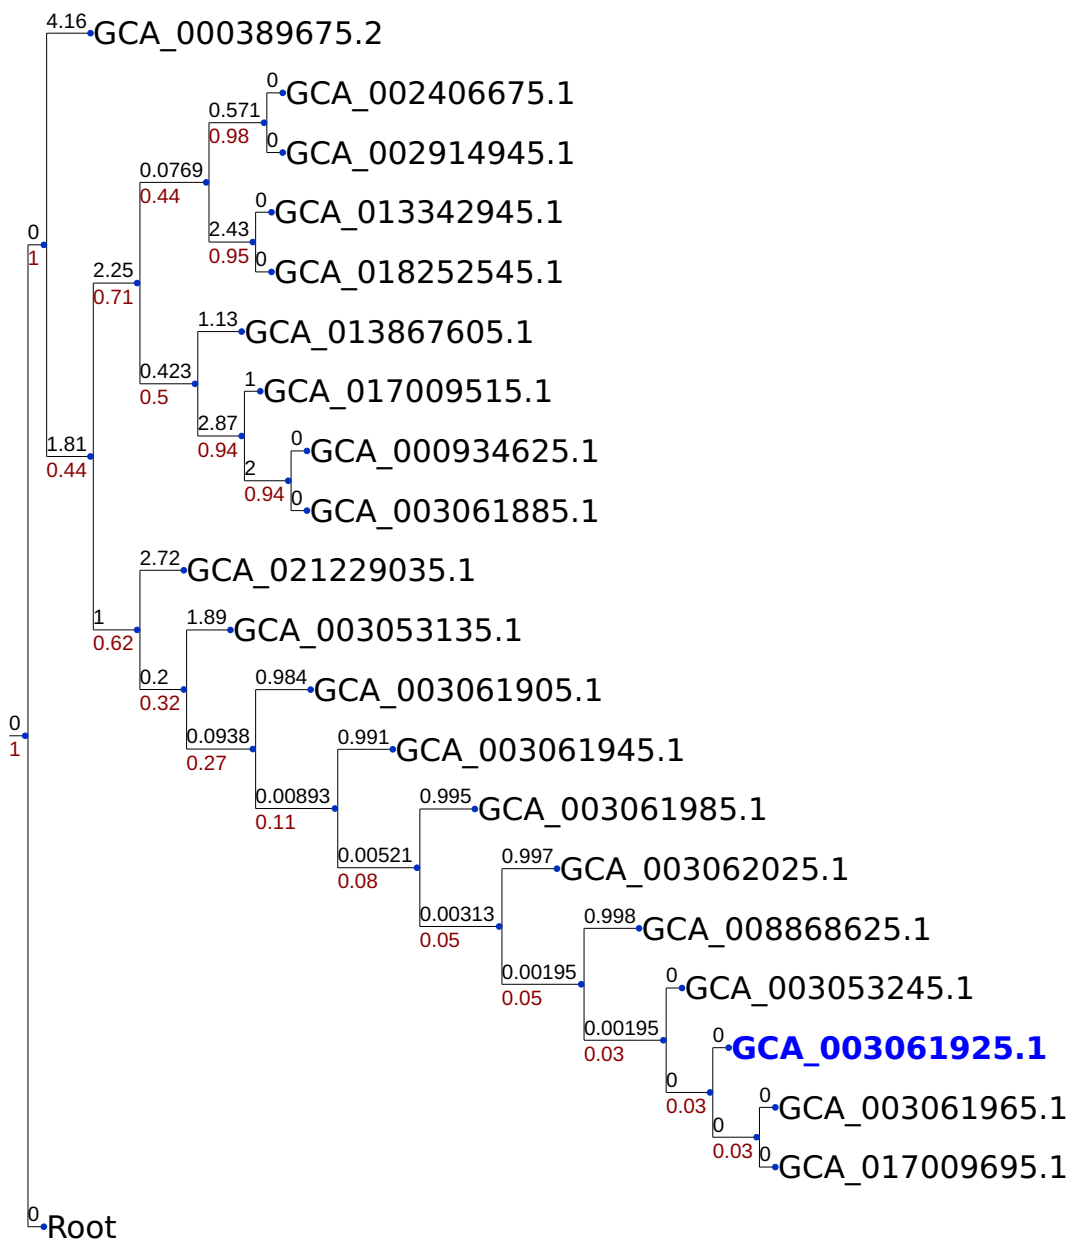 4.16 GCA_000389675.2
0 GCA_002406675.1
0.571
0.98
0 GCA_002914945.1
0.0769
0.44
0 GCA_013342945.1
2.43
0.95
0 GCA_018252545.1
0
1
2.25
0.71
1.13 GCA_013867605.1
0.423
0.5
1 GCA_017009515.1
2.87
0.94
0 GCA_000934625.1
1.81
0.44
2
0.94
0 GCA_003061885.1
2.72 GCA_021229035.1
1
0.62
1.89 GCA_003053135.1
0.2
0.32
0.984 GCA_003061905.1
0
1
0.0938
0.27
0.991 GCA_003061945.1
0.00893
0.11
0.995 GCA_003061985.1
0.00521
0.08
0.997 GCA_003062025.1
0.00313
0.05
0.998 GCA_008868625.1
0.00195
0.05
0 GCA_003053245.1
0.00195
0.03
0 GCA_003061925.1
0
0.03
0 GCA_003061965.1
0
0.03
0 GCA_017009695.1
0 Root